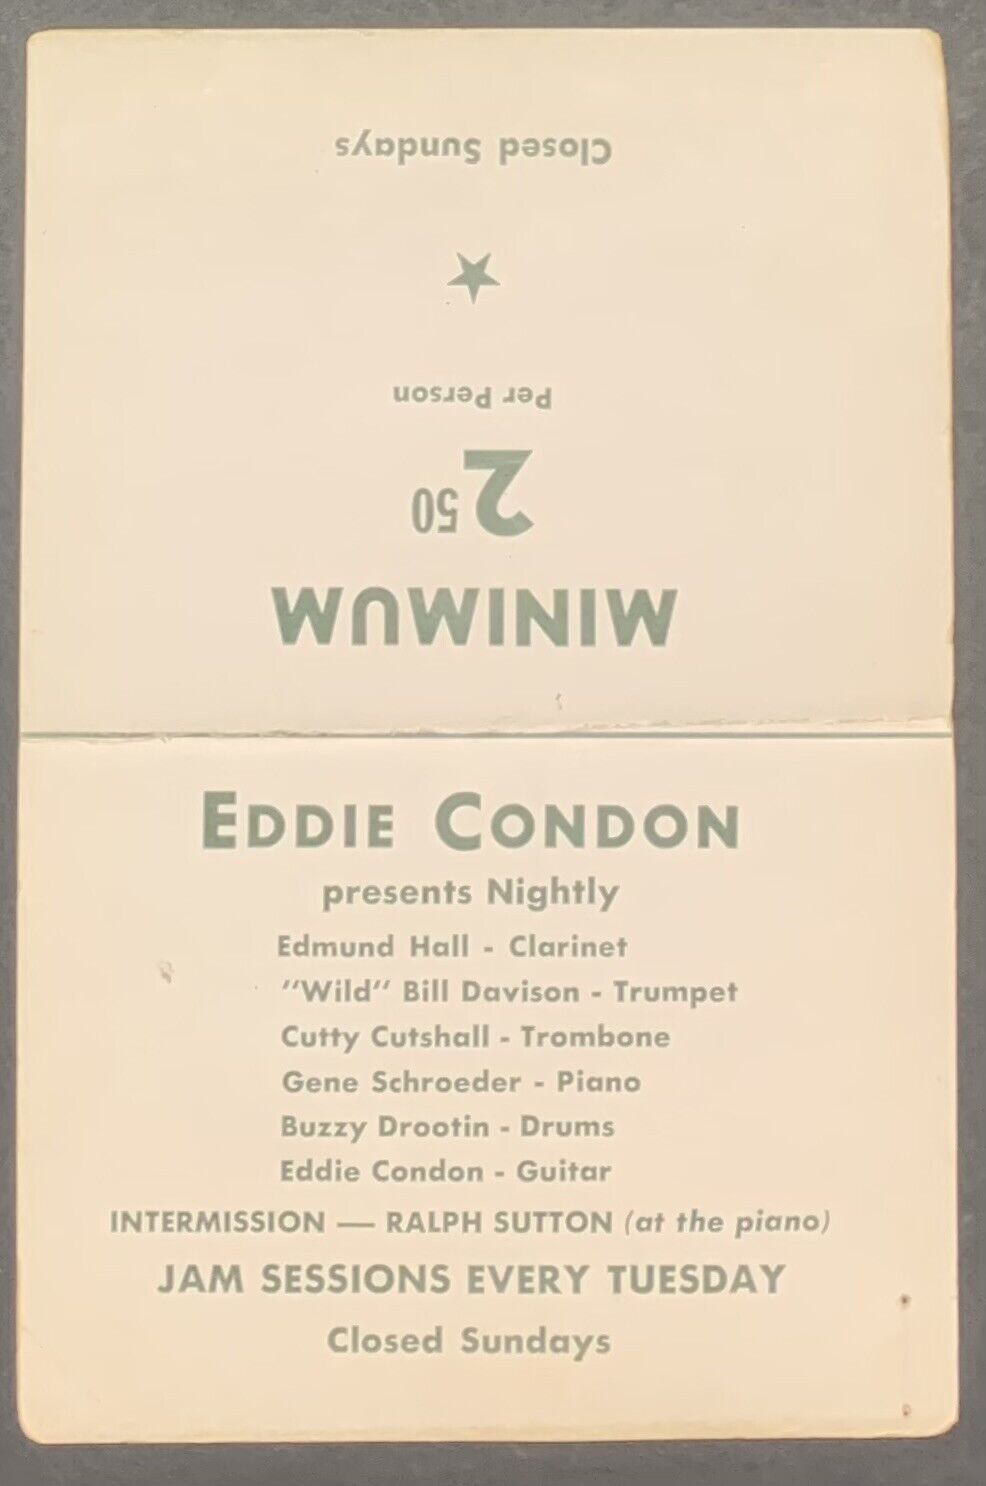 MINIMUM
2 50
Per Person
★
Closed Sundays
EDDIE CONDON
presents Nightly
Edmund Hall - Clarinet
"Wild" Bill Davison - Trumpet
Cutty Cutshall - Trombone
Gene Schroeder - Piano
Buzzy Drootin - Drums
Eddie Condon - Guitar
INTERMISSION — RALPH SUTTON (at the piano)
JAM SESSIONS EVERY TUESDAY
Closed Sundays